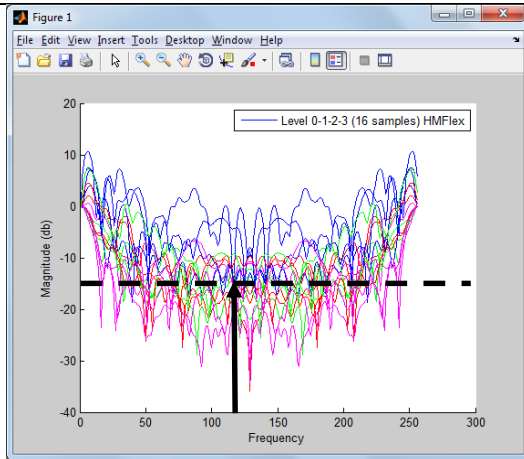 Figure 1
File Edit View Insert Tools Desktop Window Help
Level 0-1-2-3 (16 samples) HMFlex
Magnitude (db)
20
10
0
-10
-20
-30
-40
0 50 100 150 200 250 300
Frequency